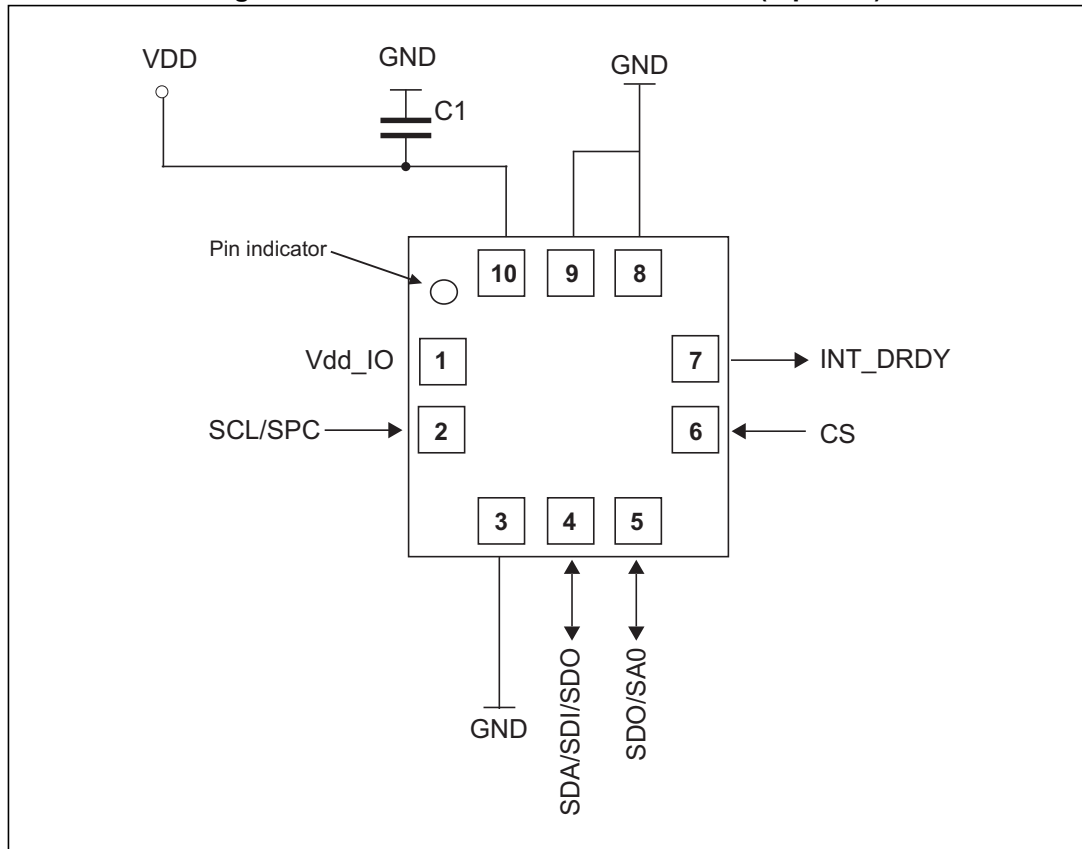 VDD
GND
C1
GND
Pin indicator
10
9
8
Vdd_IO
1
7
INT_DRDY
SCL/SPC
2
6
CS
3
4
5
GND
SDA/SDI/SDO
SDO/SA0